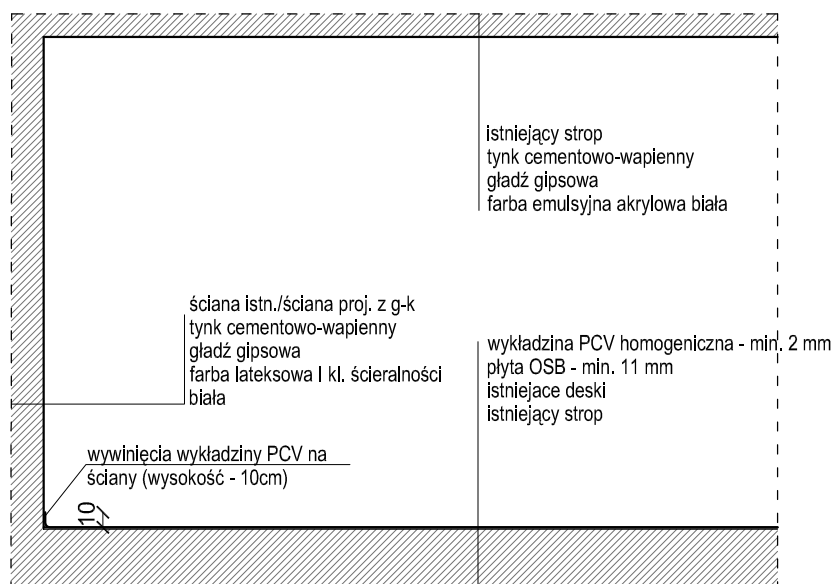 istniejący strop
tynk cementowo-wapienny
gładź gipsowa
farba emulsyjna akrylowa biała
ściana istn./ściana proj. z g-k
tynk cementowo-wapienny
gładź gipsowa
farba lateksowa I kl. ścieralności
biała
wykładzina PCV homogeniczna - min. 2 mm
płyta OSB - min. 11 mm
istniejace deski
istniejący strop
wywinięcia wykładziny PCV na
ściany (wysokość - 10cm)
10